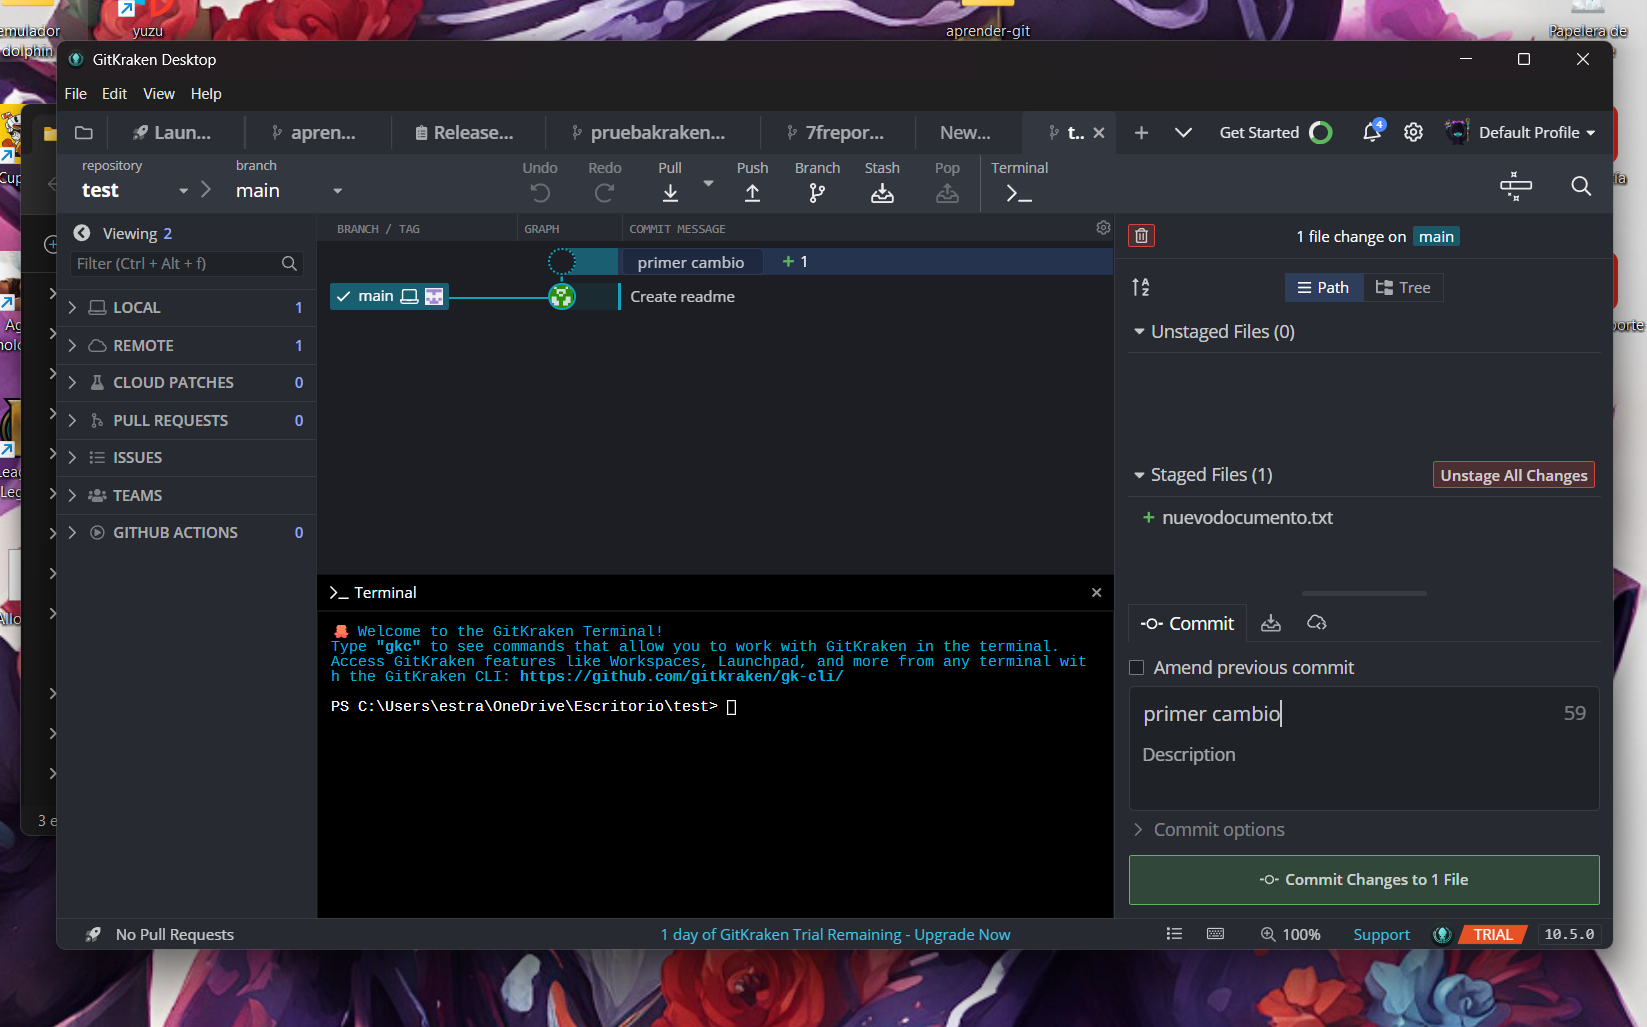 emulador
dolphin
yuzu
aprender-git
Papelera de
GitKraken Desktop
File Edit View Help
Laun...
apren...
Release...
pruebakraken...
7frepor...
New...
t..
Get Started
4
Default Profile
repository
test
branch
main
Undo
Redo
Pull
Push
Branch
Stash
Pop
Terminal
Viewing 2
Filter (Ctrl + Alt + f)
LOCAL 1
REMOTE 1
CLOUD PATCHES 0
PULL REQUESTS 0
ISSUES
TEAMS
GITHUB ACTIONS 0
BRANCH / TAG
GRAPH
COMMIT MESSAGE
primer cambio
1
main
Create readme
Terminal
Welcome to the GitKraken Terminal!
Type "gkc" to see commands that allow you to work with GitKraken in the terminal.
Access GitKraken features like Workspaces, Launchpad, and more from any terminal wit
h the GitKraken CLI: https://github.com/gitkraken/gk-cli/
PS C:\Users\estra\OneDrive\Escritorio\test>
1 file change on main
Path
Tree
Unstaged Files (0)
Staged Files (1)
Unstage All Changes
+ nuevodocumento.txt
Commit
Amend previous commit
primer cambio
59
Description
Commit options
Commit Changes to 1 File
No Pull Requests
1 day of GitKraken Trial Remaining - Upgrade Now
100%
Support
TRIAL
10.5.0